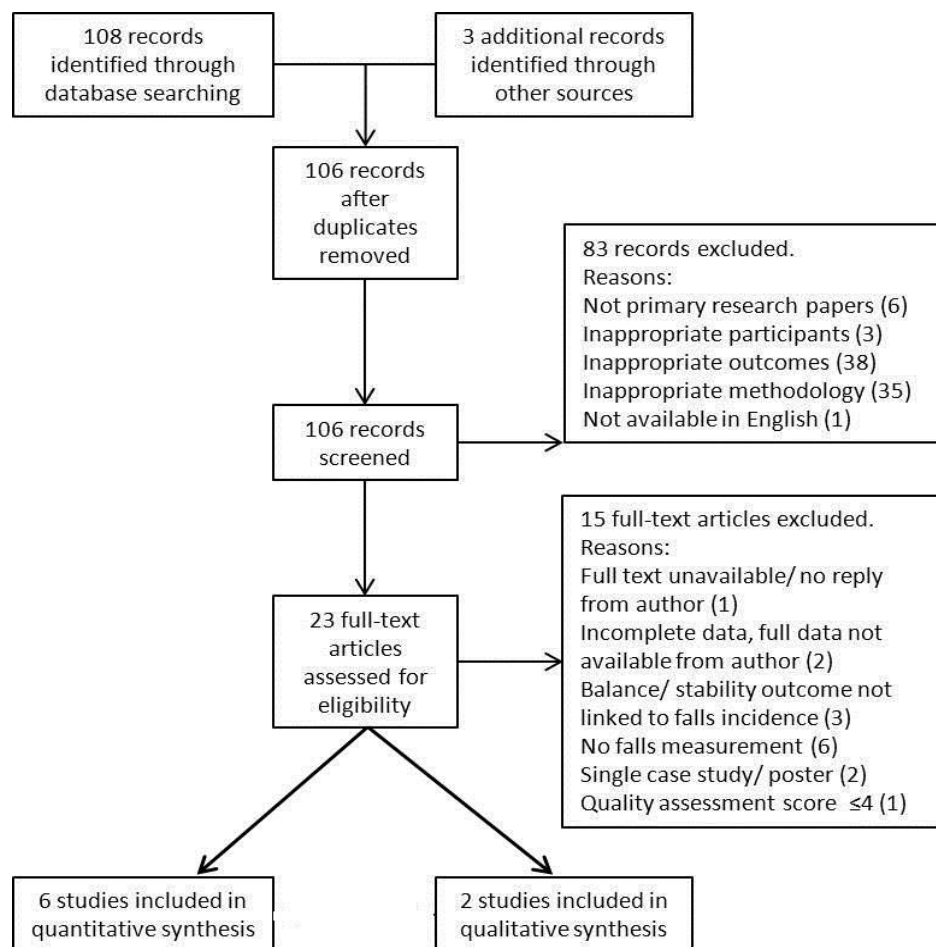 108 records
identified through
database searching
3 additional records
identified through
other sources
106 records
after
duplicates
removed
83 records excluded.
Reasons:
Not primary research papers (6)
Inappropriate participants (3)
Inappropriate outcomes (38)
Inappropriate methodology (35)
Not available in English (1)
106 records
screened
15 full-text articles excluded.
Reasons:
Full text unavailable/ no reply
from author (1)
Incomplete data, full data not
available from author (2)
Balance/ stability outcome not
linked to falls incidence (3)
No falls measurement (6)
Single case study/ poster (2)
Quality assessment score ≤4 (1)
23 full-text
articles
assessed for
eligibility
6 studies included in
quantitative synthesis
2 studies included in
qualitative synthesis